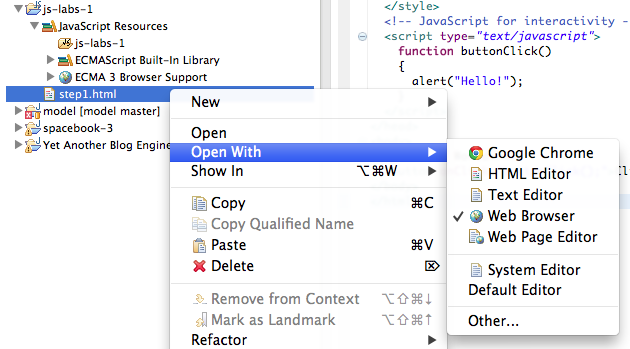 js-labs-1
JavaScript Resources
js-labs-1
ECMAScript Built-In Library
ECMA 3 Browser Support
step1.html
model [model master]
spacebook-3
Yet Another Blog Engine
</style>
<!-- JavaScript for interactivity -
<script type="text/javascript">
function buttonClick()
{
alert("Hello!");
New
Open
Open With
Show In ⌥⌘W
Copy ⌘C
Copy Qualified Name
Paste ⌘V
Delete ⌦
Remove from Context ⌥⇧⌘↓
Mark as Landmark ⌥⇧⌘↑
Refactor
Google Chrome
HTML Editor
Text Editor
✓ Web Browser
Web Page Editor
System Editor
Default Editor
Other...